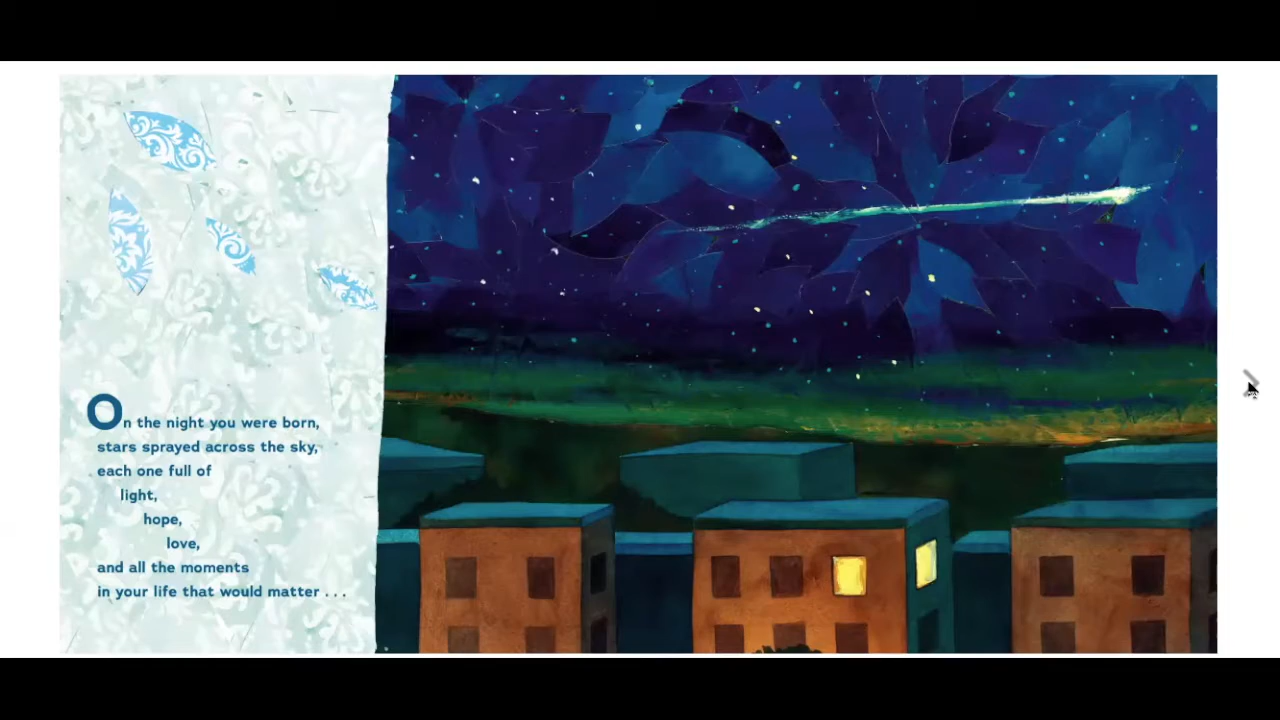 On the night you were born,
stars sprayed across the sky,
each one full of
light,
hope,
love,
and all the moments
in your life that would matter . . .